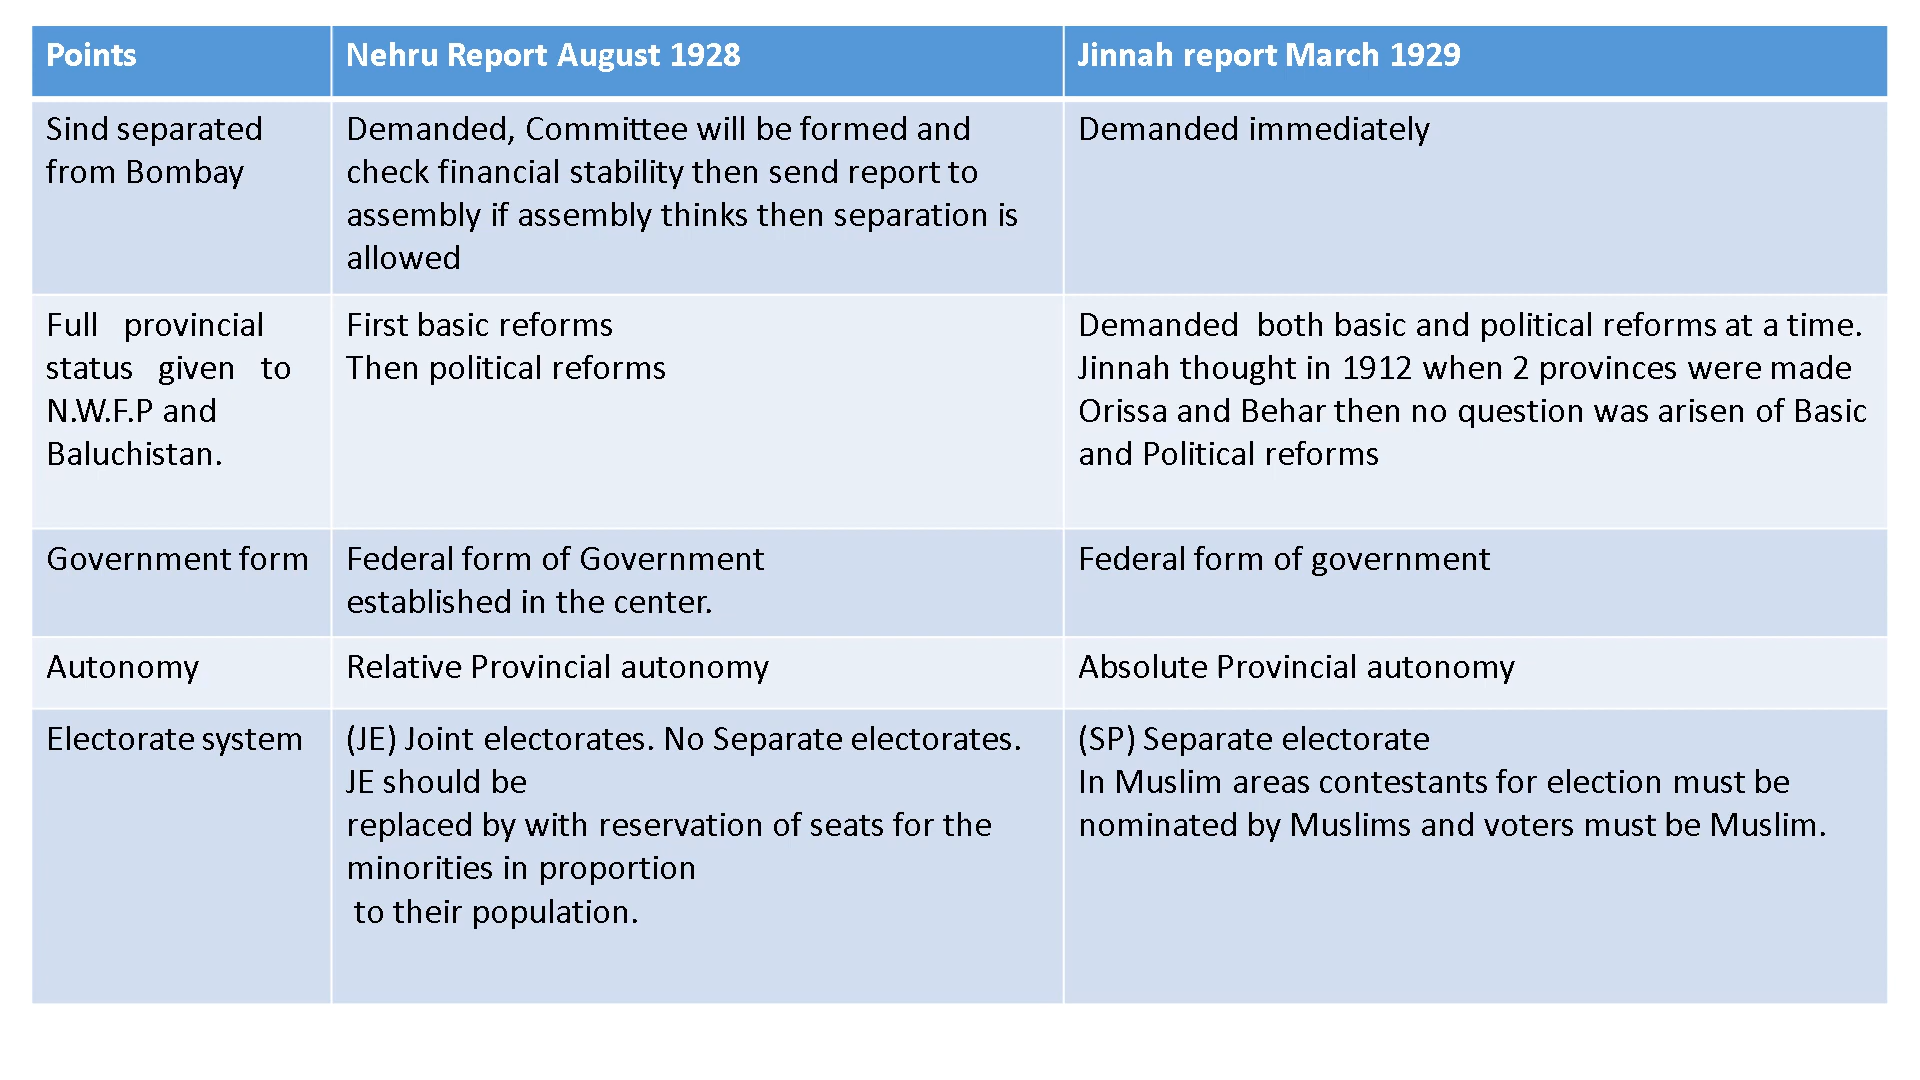 Points
Nehru Report August 1928
Jinnah report March 1929
Sind separated
from Bombay
Demanded, Committee will be formed and
check financial stability then send report to
assembly if assembly thinks then separation is
allowed
Demanded immediately
Full provincial
status given to
N.W.F.P and
Baluchistan.
First basic reforms
Then political reforms
Demanded both basic and political reforms at a time.
Jinnah thought in 1912 when 2 provinces were made
Orissa and Behar then no question was arisen of Basic
and Political reforms
Government form
Federal form of Government
established in the center.
Federal form of government
Autonomy
Relative Provincial autonomy
Absolute Provincial autonomy
Electorate system
(JE) Joint electorates. No Separate electorates.
JE should be
replaced by with reservation of seats for the
minorities in proportion
to their population.
(SP) Separate electorate
In Muslim areas contestants for election must be
nominated by Muslims and voters must be Muslim.